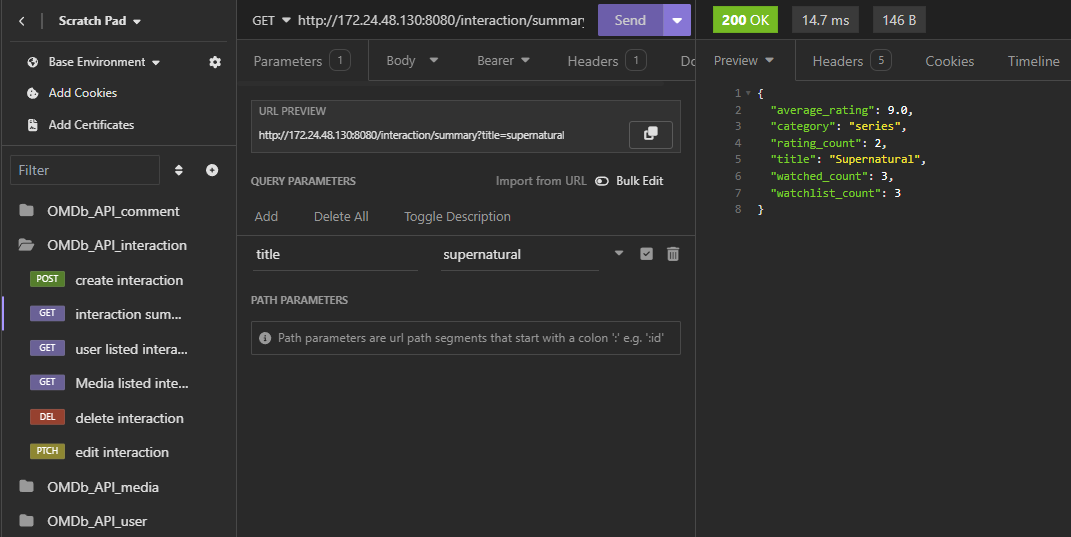 Scratch Pad
Base Environment
Add Cookies
Add Certificates
Filter
OMDb_API_comment
OMDb_API_interaction
POST create interaction
GET interaction sum...
GET user listed intera...
GET Media listed inte...
DEL delete interaction
PTCH edit interaction
OMDb_API_media
OMDb_API_user
GET http://172.24.48.130:8080/interaction/summary Send
Parameters 1 Body Bearer Headers 1 Do
URL PREVIEW
http://172.24.48.130:8080/interaction/summary?title=supernatural
QUERY PARAMETERS Import from URL Bulk Edit
Add Delete All Toggle Description
title supernatural
PATH PARAMETERS
Path parameters are url path segments that start with a colon ':' e.g. ':id'
200 OK 14.7 ms 146 B
Preview Headers 5 Cookies Timeline
1 {
2 "average_rating": 9.0,
3 "category": "series",
4 "rating_count": 2,
5 "title": "Supernatural",
6 "watched_count": 3,
7 "watchlist_count": 3
8 }